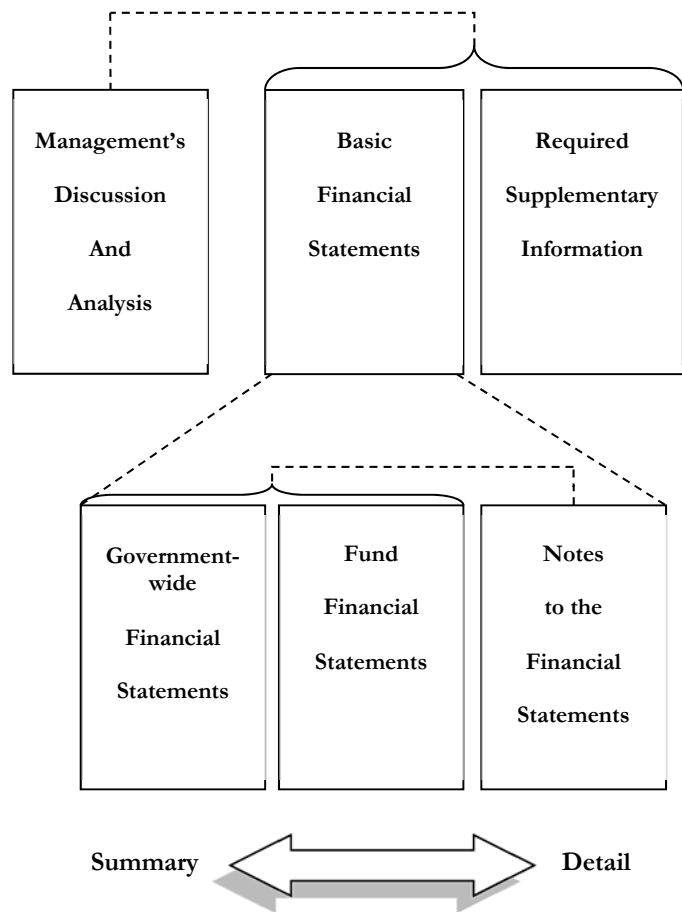 Management’s
Discussion
And
Analysis
Basic
Financial
Statements
Required
Supplementary
Information
Government-
wide
Financial
Statements
Fund
Financial
Statements
Notes
to the
Financial
Statements
Summary
Detail